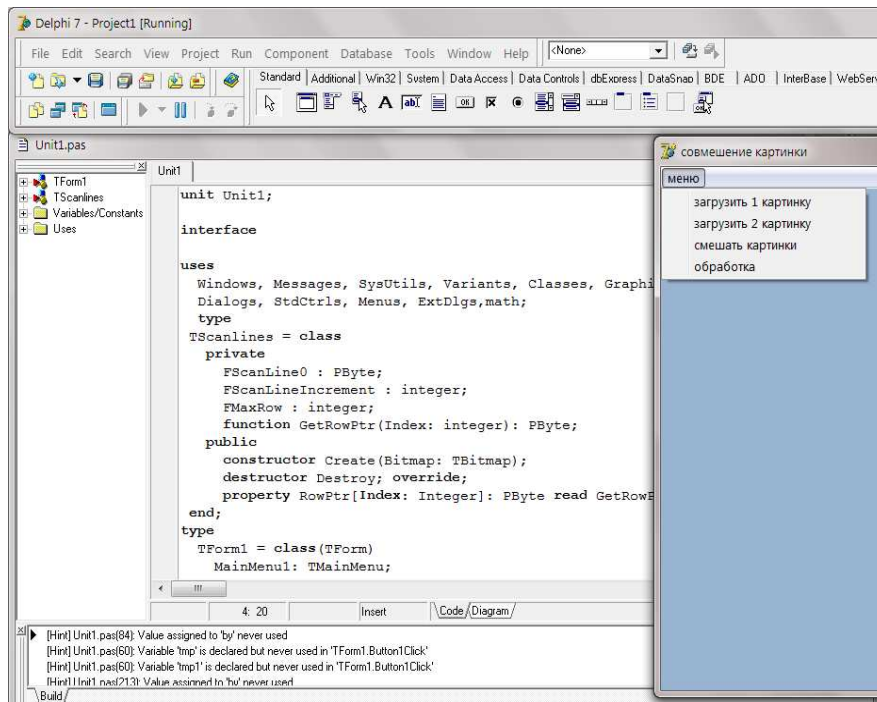 Delphi 7 - Project1 [Running]
File Edit Search View Project Run Component Database Tools Window Help <None>
Standard Additional Win32 System Data Access Data Controls dbExpress DataSnap BDE ADO InterBase WebServ
Unit1.pas
TForm1
TScanlines
Variables/Constants
Uses
Unit1
unit Unit1;
interface
uses
Windows, Messages, SysUtils, Variants, Classes, Graphi
Dialogs, StdCtrls, Menus, ExtDlgs,math;
type
TScanlines = class
private
FScanLine0 : PByte;
FScanLineIncrement : integer;
FMaxRow : integer;
function GetRowPtr(Index: integer): PByte;
public
constructor Create(Bitmap: TBitmap);
destructor Destroy; override;
property RowPtr[Index: Integer]: PByte read GetRowP
end;
type
TForm1 = class(TForm)
MainMenu1: TMainMenu;
4: 20 Insert Code Diagram
[Hint] Unit1.pas(84): Value assigned to 'by' never used
[Hint] Unit1.pas(60): Variable 'tmp' is declared but never used in 'TForm1.Button1Click'
[Hint] Unit1.pas(60): Variable 'tmp1' is declared but never used in 'TForm1.Button1Click'
[Hint] Unit1.pas(213): Value assigned to 'by' never used
Build
совмешение картинки
меню
загрузить 1 картинку
загрузить 2 картинку
смешать картинки
обработка